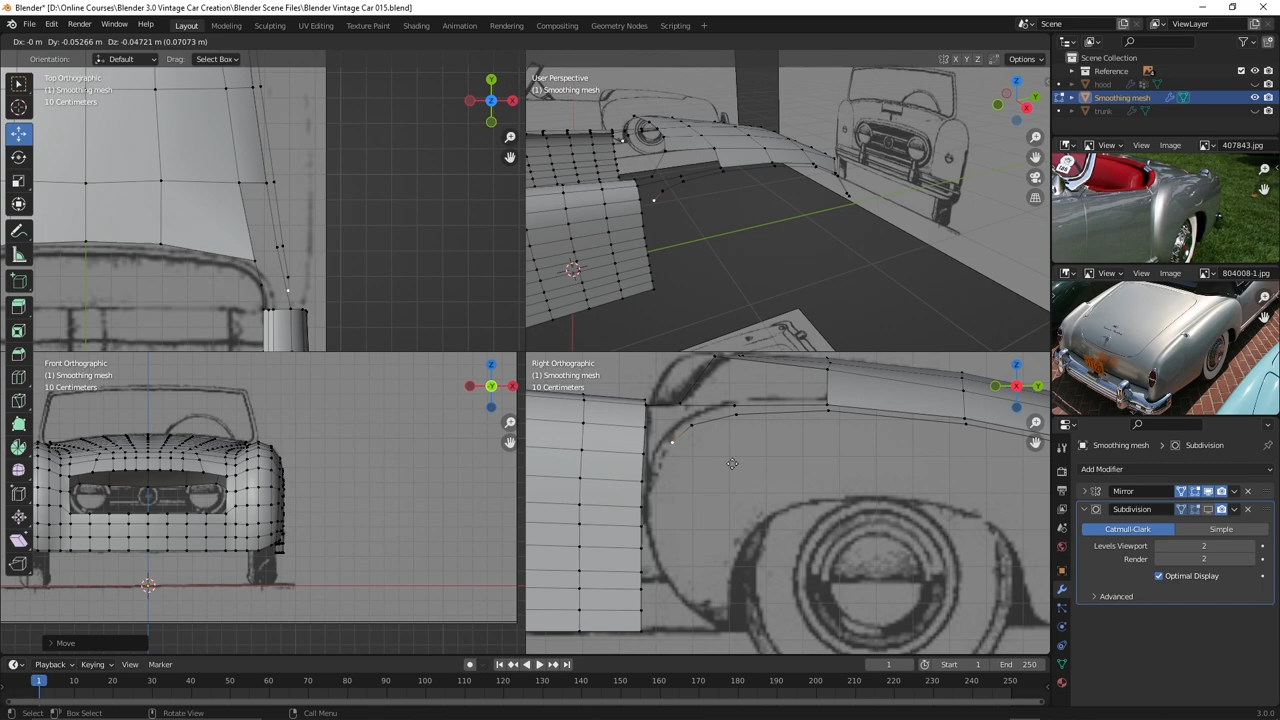 Blender* [D:\Online Courses\Blender 3.0 Vintage Car Creation\Blender Scene Files\Blender Vintage Car 015.blend]
File Edit Render Window Help Layout Modeling Sculpting UV Editing Texture Paint Shading Animation Rendering Compositing Geometry Nodes Scripting + Scene ViewLayer
Dx: -0 m Dy: -0.05266 m Dz: -0.04721 m (0.07073 m)
Orientation: Default Drag: Select Box X Y Z Options
Top Orthographic
(1) Smoothing mesh
10 Centimeters
User Perspective
(1) Smoothing mesh
Front Orthographic
(1) Smoothing mesh
10 Centimeters
Right Orthographic
(1) Smoothing mesh
10 Centimeters
Move
Scene Collection
Reference
hood
Smoothing mesh
trunk
View View Image 407843.jpg
View View Image 804008-1.jpg
Smoothing mesh Subdivision
Add Modifier
Mirror
Subdivision
Catmull-Clark Simple
Levels Viewport 2
Render 2
Optimal Display
Advanced
Playback Keying View Marker 1 Start 1 End 250
1 10 20 30 40 50 60 70 80 90 100 110 120 130 140 150 160 170 180 190 200 210 220 230 240 250
Select Box Select Rotate View Call Menu 3.0.0